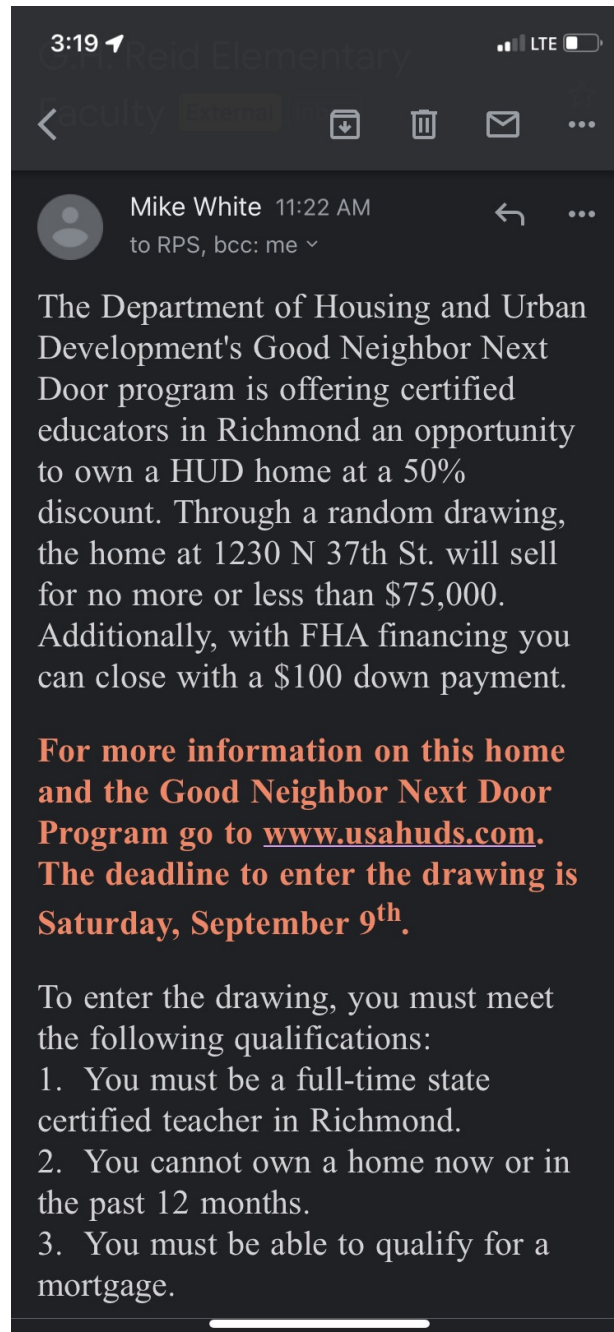 3:19
LTE
G.H. Reid Elementary
Faculty External Inb
Mike White 11:22 AM
to RPS, bcc: me
The Department of Housing and Urban
Development's Good Neighbor Next
Door program is offering certified
educators in Richmond an opportunity
to own a HUD home at a 50%
discount. Through a random drawing,
the home at 1230 N 37th St. will sell
for no more or less than $75,000.
Additionally, with FHA financing you
can close with a $100 down payment.
For more information on this home
and the Good Neighbor Next Door
Program go to www.usahuds.com.
The deadline to enter the drawing is
Saturday, September 9th.
To enter the drawing, you must meet
the following qualifications:
1. You must be a full-time state
certified teacher in Richmond.
2. You cannot own a home now or in
the past 12 months.
3. You must be able to qualify for a
mortgage.